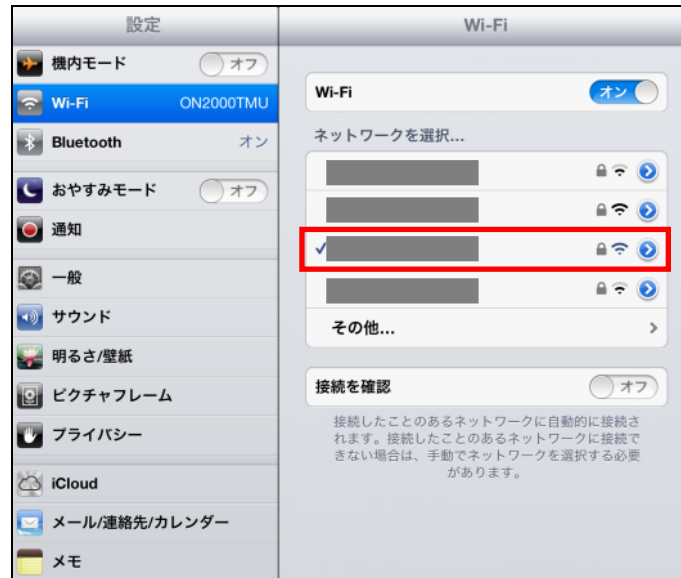 設定
機内モード オフ
Wi-Fi ON2000TMU
Bluetooth オン
おやすみモード オフ
通知
一般
サウンド
明るさ/壁紙
ピクチャフレーム
プライバシー
iCloud
メール/連絡先/カレンダー
メモ
Wi-Fi
Wi-Fi オン
ネットワークを選択...
その他...
接続を確認 オフ
接続したことのあるネットワークに自動的に接続さ
れます。接続したことのあるネットワークに接続で
きない場合は、手動でネットワークを選択する必要
があります。